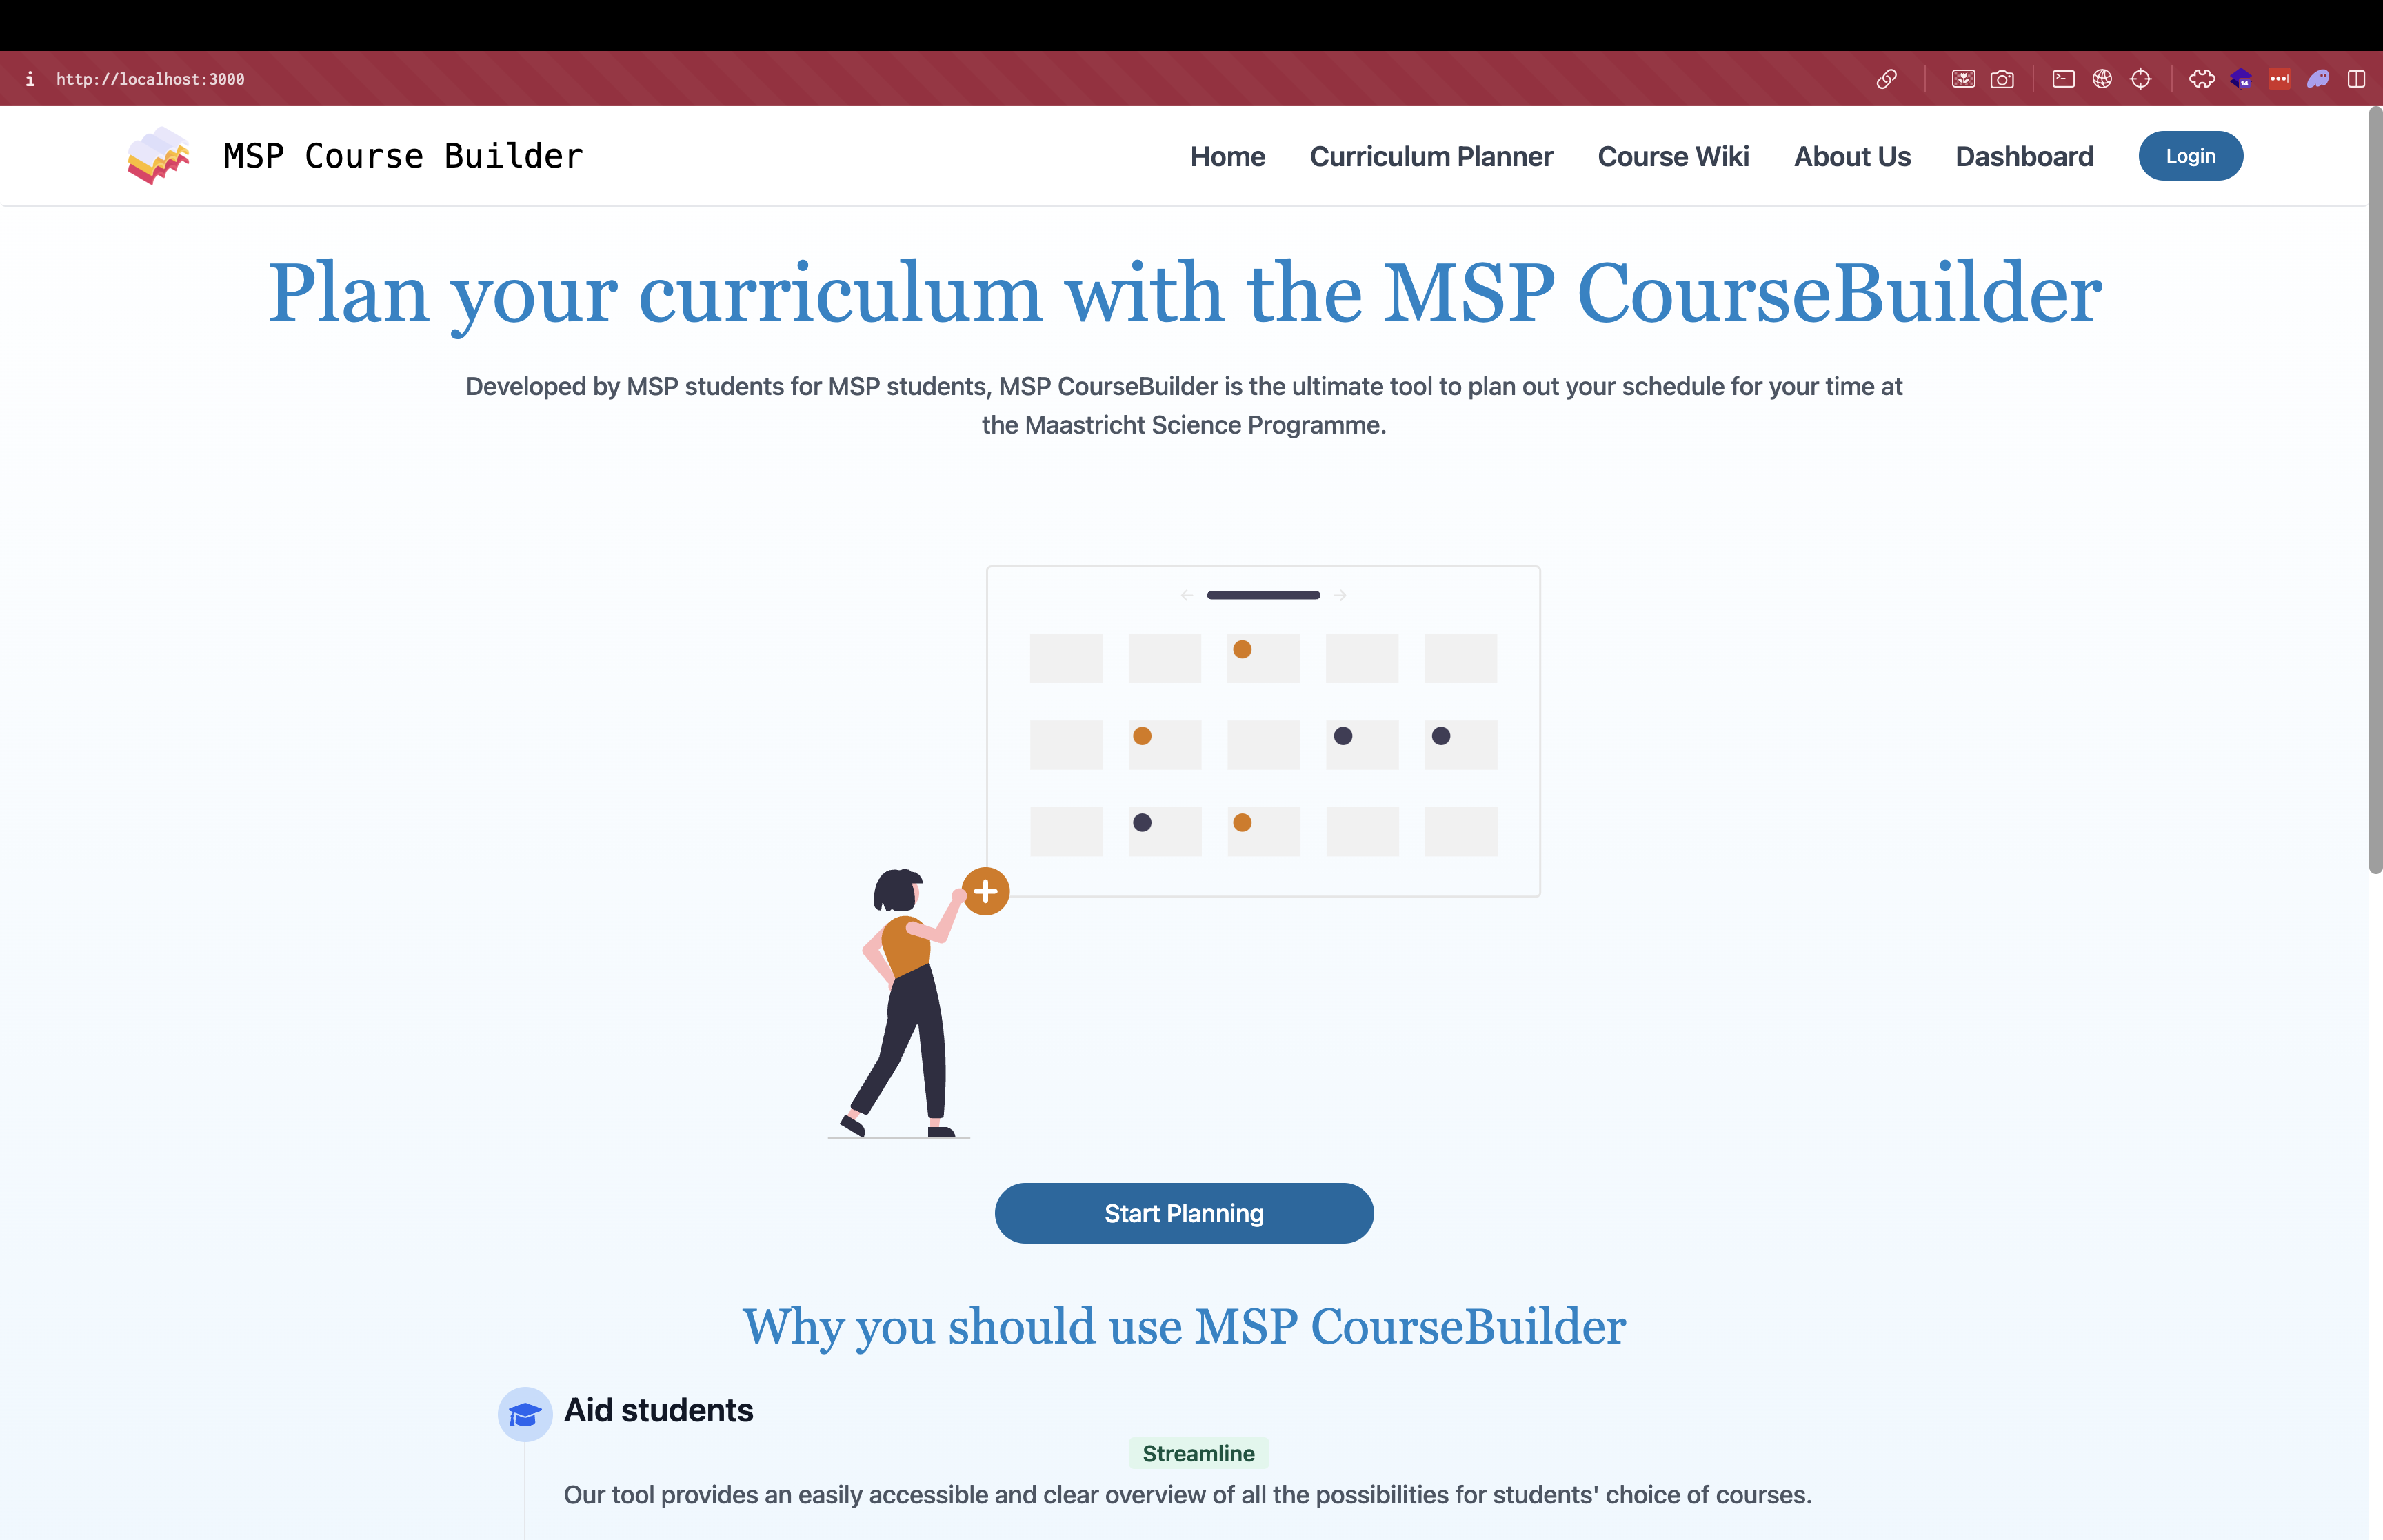 http://localhost:3000
14
MSP Course Builder
Home
Curriculum Planner
Course Wiki
About Us
Dashboard
Login
Plan your curriculum with the MSP CourseBuilder
Developed by MSP students for MSP students, MSP CourseBuilder is the ultimate tool to plan out your schedule for your time at
the Maastricht Science Programme.
Start Planning
Why you should use MSP CourseBuilder
Aid students
Streamline
Our tool provides an easily accessible and clear overview of all the possibilities for students' choice of courses.